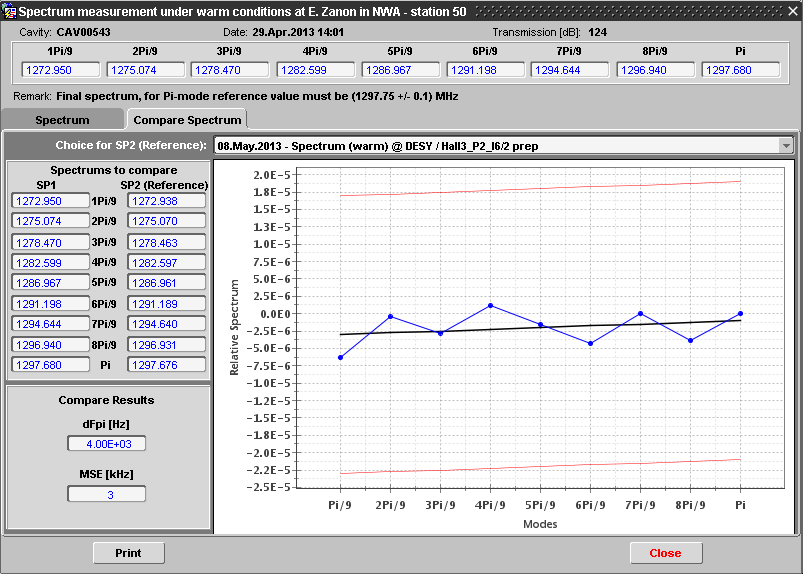 Spectrum measurement under warm conditions at E. Zanon in NWA - station 50
Cavity: CAV00543 Date: 29.Apr.2013 14:01 Transmission [dB]: 124
1Pi/9 2Pi/9 3Pi/9 4Pi/9 5Pi/9 6Pi/9 7Pi/9 8Pi/9 Pi
1272.950 1275.074 1278.470 1282.599 1286.967 1291.198 1294.644 1296.940 1297.680
Remark: Final spectrum, for Pi-mode reference value must be (1297.75 +/- 0.1) MHz
Spectrum Compare Spectrum
Choice for SP2 (Reference): 08.May.2013 - Spectrum (warm) @ DESY / Hall3_P2_I6/2 prep
Spectrums to compare
SP1 SP2 (Reference)
1272.950 1Pi/9 1272.938
1275.074 2Pi/9 1275.070
1278.470 3Pi/9 1278.463
1282.599 4Pi/9 1282.597
1286.967 5Pi/9 1286.961
1291.198 6Pi/9 1291.189
1294.644 7Pi/9 1294.640
1296.940 8Pi/9 1296.931
1297.680 Pi 1297.676
Compare Results
dFpi [Hz]
4.00E+03
MSE [kHz]
3
Relative Spectrum
2.0E-5
1.8E-5
1.5E-5
1.3E-5
1.0E-5
7.5E-6
5.0E-6
2.5E-6
0.0E0
-2.5E-6
-5.0E-6
-7.5E-6
-1.0E-5
-1.3E-5
-1.5E-5
-1.8E-5
-2.0E-5
-2.2E-5
-2.5E-5
Pi/9 2Pi/9 3Pi/9 4Pi/9 5Pi/9 6Pi/9 7Pi/9 8Pi/9 Pi
Modes
Print Close